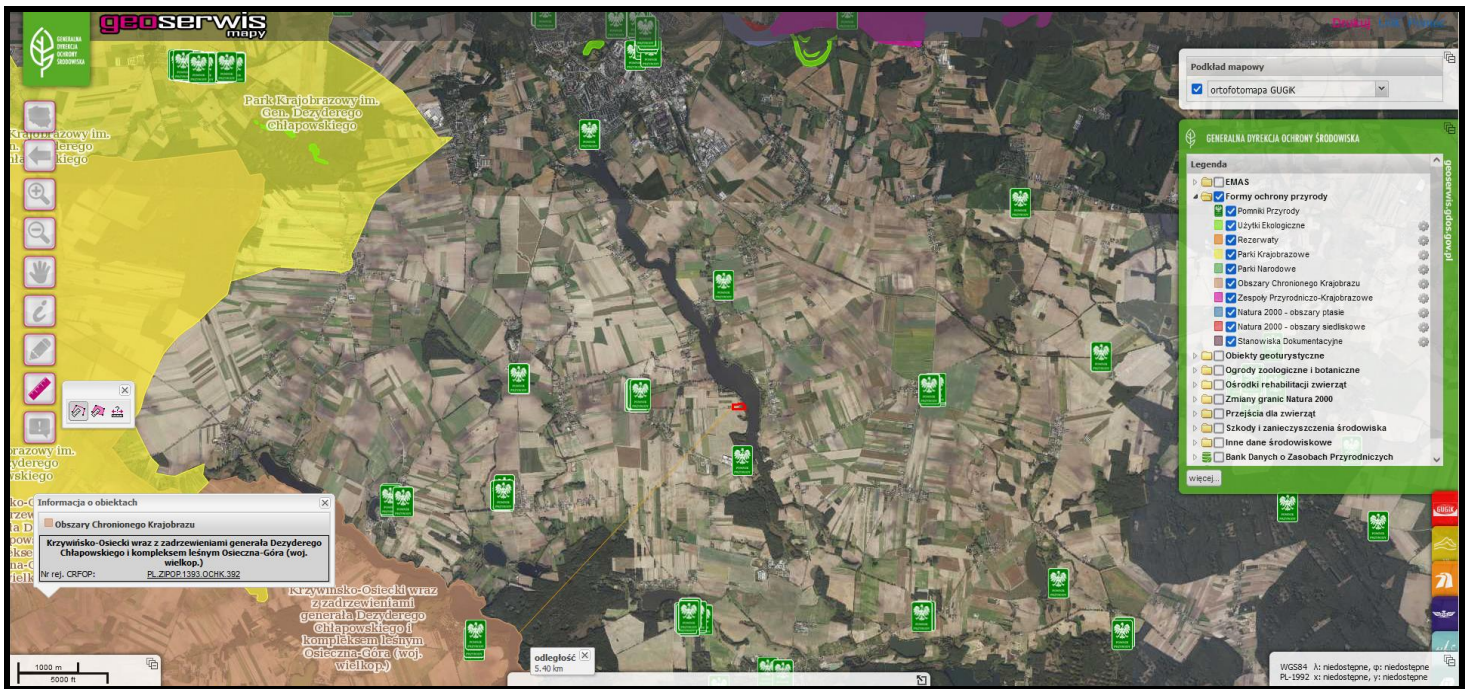 GENERALNA
DYREKCJA
OCHRONY
ŚRODOWISKA
geoserwis
mapy
Drukuj
Park Krajobrazowy im.
Gen. Dezyderego
Chłapowskiego
Krajobrazowy im.
n.
Podkład mapowy
ortofotomapa GUGiK
GENERALNA DYREKCJA OCHRONY ŚRODOWISKA
geoserwis.gdos.gov.pl
Legenda
EMAS
Formy ochrony przyrody
Pomniki Przyrody
Użytki Ekologiczne
Rezerwaty
Parki Krajobrazowe
Parki Narodowe
Obszary Chronionego Krajobrazu
Zespoły Przyrodniczo-Krajobrazowe
Natura 2000 - obszary ptasie
Natura 2000 - obszary siedliskowe
Stanowiska Dokumentacyjne
Obiekty geoturystyczne
Ogrody zoologiczne i botaniczne
Ośrodki rehabilitacji zwierząt
Zmiany granic Natura 2000
Przejścia dla zwierząt
Szkody i zanieczyszczenia środowiska
Inne dane środowiskowe
Bank Danych o Zasobach Przyrodniczych
więcej...
Informacja o obiektach
Obszary Chronionego Krajobrazu
Krzywińsko-Osiecki wraz z zadrzewieniami generała Dezyderego
Chłapowskiego i kompleksem leśnym Osieczna-Góra (woj.
wielkop.)
Nr rej. CRFOP: PL.ZIPOP.1393.OCHK.392
Krzywińsko-Osiecki wraz
z zadrzewieniami
generała Dezyderego
Chłapowskiego i
kompleksem leśnym
Osieczna-Góra (woj.
wielkop.)
odległość
5.40 km
1000 m
5000 ft
GUGiK
WGS84 λ: niedostępne, φ: niedostępne
PL-1992 x: niedostępne, y: niedostępne